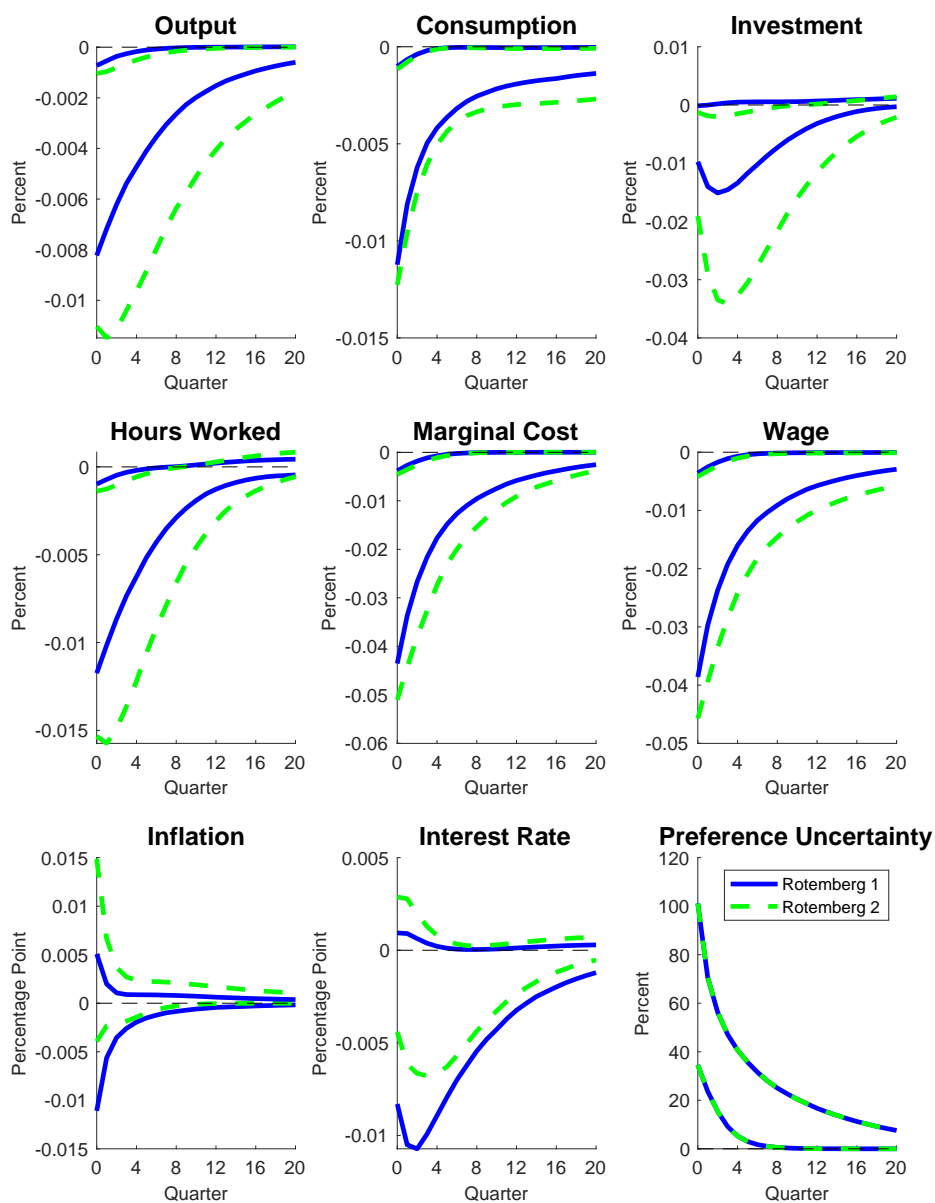 Output
Consumption
Investment
0
-0.002
-0.004
-0.006
-0.008
-0.01
Percent
0 4 8 12 16 20
Quarter
0
-0.005
-0.01
-0.015
Percent
0 4 8 12 16 20
Quarter
0.01
0
-0.01
-0.02
-0.03
-0.04
Percent
0 4 8 12 16 20
Quarter
Hours Worked
Marginal Cost
Wage
0
-0.005
-0.01
-0.015
Percent
0 4 8 12 16 20
Quarter
0
-0.01
-0.02
-0.03
-0.04
-0.05
-0.06
Percent
0 4 8 12 16 20
Quarter
0
-0.01
-0.02
-0.03
-0.04
-0.05
Percent
0 4 8 12 16 20
Quarter
Inflation
Interest Rate
Preference Uncertainty
0.015
0.01
0.005
0
-0.005
-0.01
-0.015
Percentage Point
0 4 8 12 16 20
Quarter
0.005
0
-0.005
-0.01
Percentage Point
0 4 8 12 16 20
Quarter
120
100
80
60
40
20
0
Percent
Rotemberg 1
Rotemberg 2
0 4 8 12 16 20
Quarter